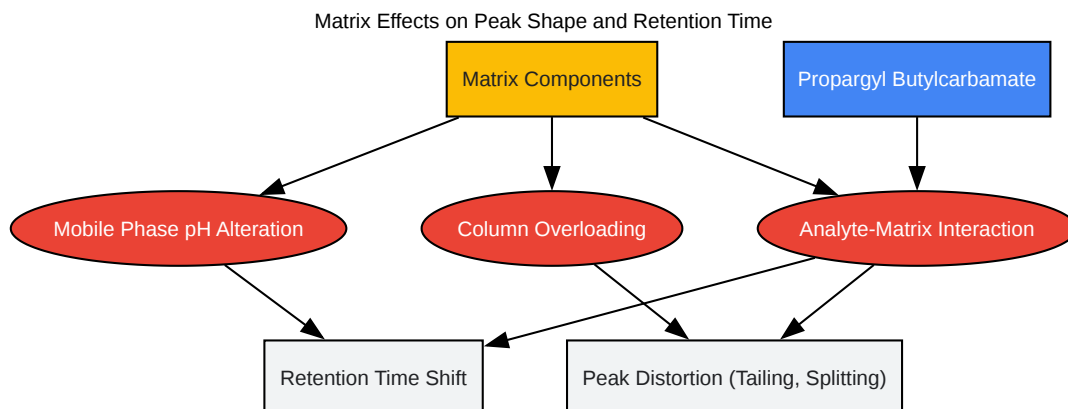 Matrix Effects on Peak Shape and Retention Time
Matrix Components
Propargyl Butylcarbamate
Mobile Phase pH Alteration
Column Overloading
Analyte-Matrix Interaction
Retention Time Shift
Peak Distortion (Tailing, Splitting)